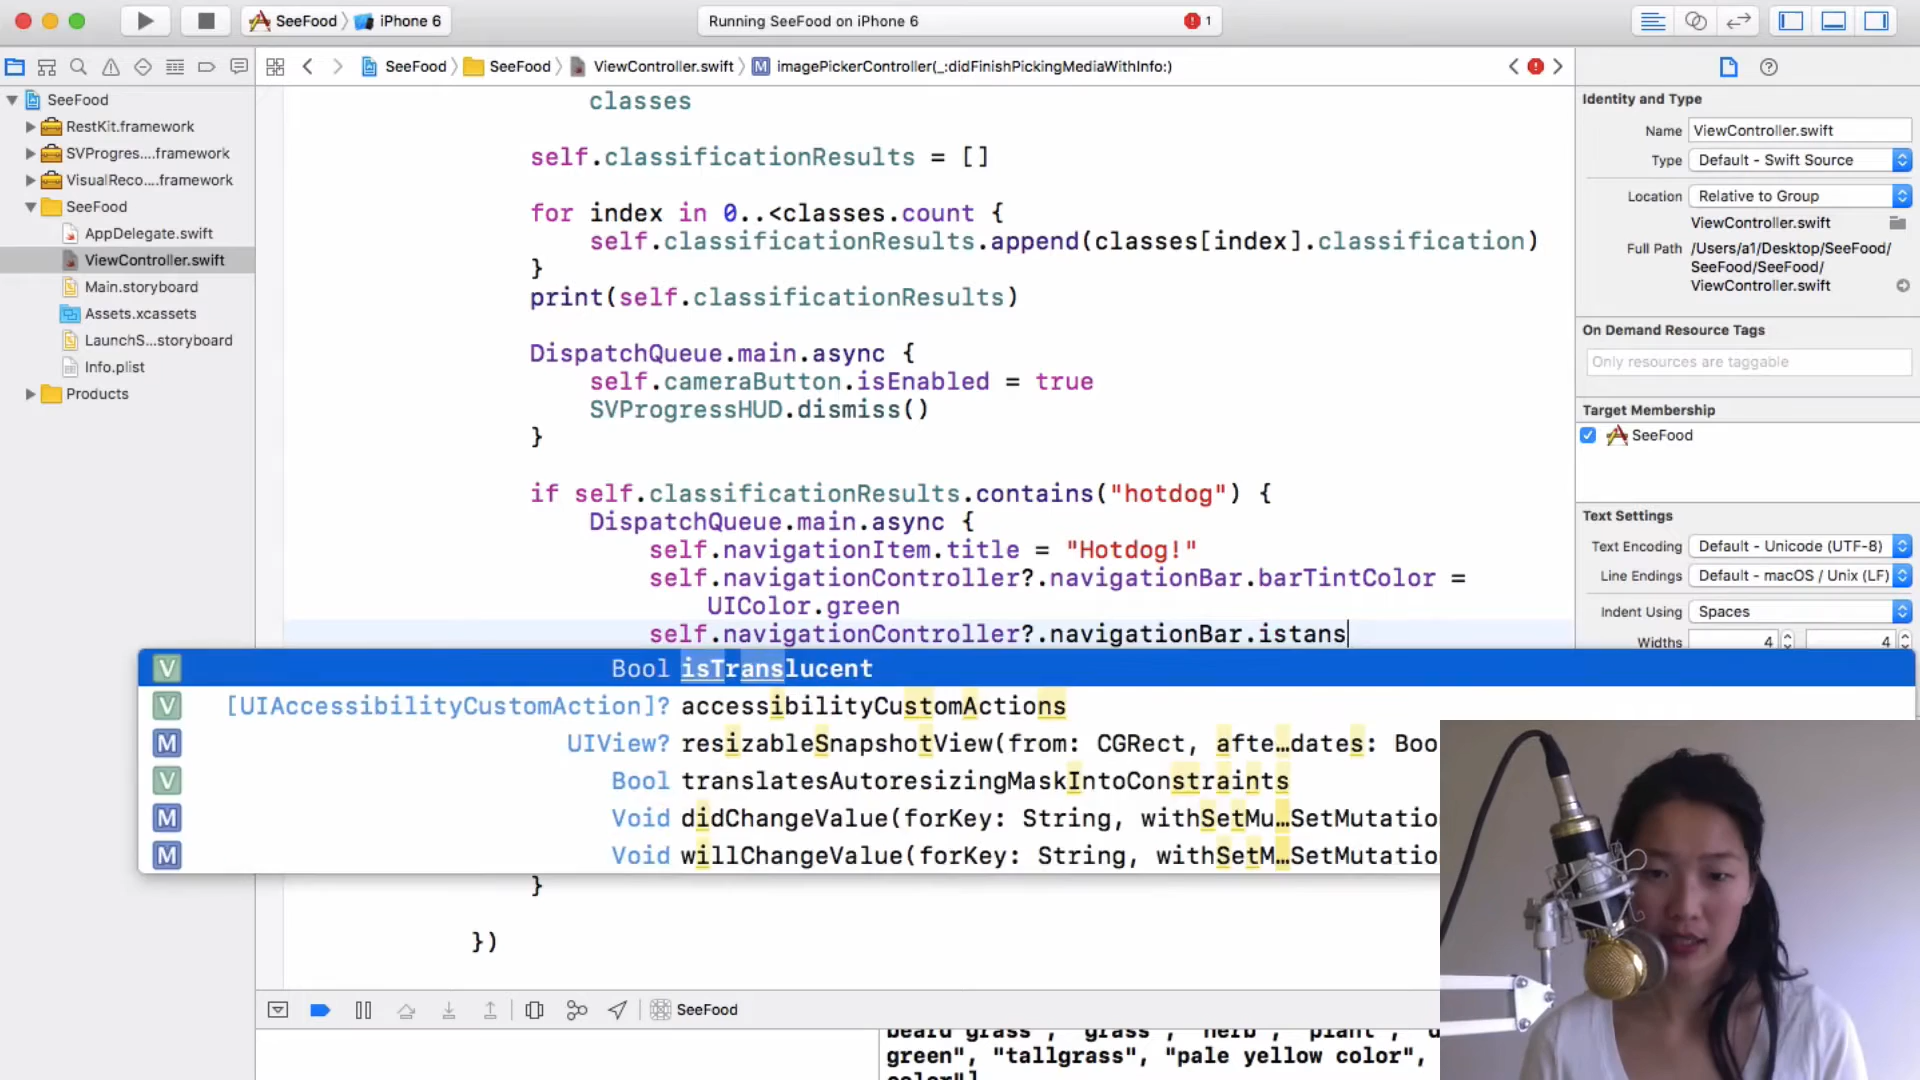 SeeFood
iPhone 6
Running SeeFood on iPhone 6
1
SeeFood
SeeFood
ViewController.swift
M
imagePickerController(_:didFinishPickingMediaWithInfo:)
SeeFood
RestKit.framework
SVProgres....framework
VisualReco....framework
SeeFood
AppDelegate.swift
ViewController.swift
Main.storyboard
Assets.xcassets
LaunchS...storyboard
Info.plist
Products
classes
self.classificationResults = []
for index in 0..<classes.count {
self.classificationResults.append(classes[index].classification)
}
print(self.classificationResults)
DispatchQueue.main.async {
self.cameraButton.isEnabled = true
SVProgressHUD.dismiss()
}
if self.classificationResults.contains("hotdog") {
DispatchQueue.main.async {
self.navigationItem.title = "Hotdog!"
self.navigationController?.navigationBar.barTintColor =
UIColor.green
self.navigationController?.navigationBar.istans
V Bool isTranslucent
V [UIAccessibilityCustomAction]? accessibilityCustomActions
M UIView? resizableSnapshotView(from: CGRect, afte…dates: Boo
V Bool translatesAutoresizingMaskIntoConstraints
M Void didChangeValue(forKey: String, withSetMu…SetMutatio
M Void willChangeValue(forKey: String, withSetM…SetMutatio
}
})
SeeFood
beard grass", "grass", "herb", "plant", "d
green", "tallgrass", "pale yellow color",
color"]
Identity and Type
Name ViewController.swift
Type Default - Swift Source
Location Relative to Group
ViewController.swift
Full Path /Users/a1/Desktop/SeeFood/
SeeFood/SeeFood/
ViewController.swift
On Demand Resource Tags
Only resources are taggable
Target Membership
SeeFood
Text Settings
Text Encoding Default - Unicode (UTF-8)
Line Endings Default - macOS / Unix (LF)
Indent Using Spaces
Widths 4 4